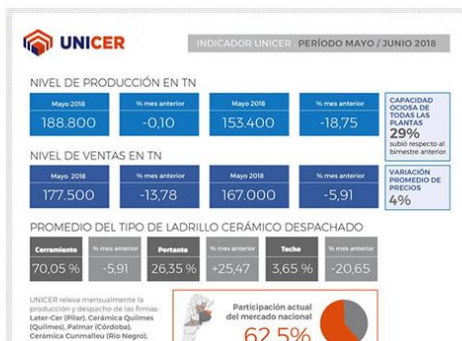 UNICER
INDICADOR UNICER PERÍODO MAYO / JUNIO 2018
NIVEL DE PRODUCCIÓN EN TN
Mayo 2018 % mes anterior Mayo 2018 % mes anterior
188.800 -0,10 153.400 -18,75
CAPACIDAD
OCIOSA DE
TODAS LAS
PLANTAS
29%
subió respecto al
bimestre anterior.
NIVEL DE VENTAS EN TN
Mayo 2018 % mes anterior Mayo 2018 % mes anterior
177.500 -13,78 167.000 -5,91
VARIACIÓN
PROMEDIO DE
PRECIOS
4%
PROMEDIO DEL TIPO DE LADRILLO CERÁMICO DESPACHADO
Cerramiento % mes anterior Portante % mes anterior Techo % mes anterior
70,05 % -5,91 26,35 % +25,47 3,65 % -20,65
UNICER releva mensualmente la
producción y despacho de las firmas
Later-Cer (Pilar), Cerámica Quilmes
(Quilmes), Palmar (Córdoba),
Cerámica Cunmalleu (Río Negro),
Participación actual
del mercado nacional
62,5%